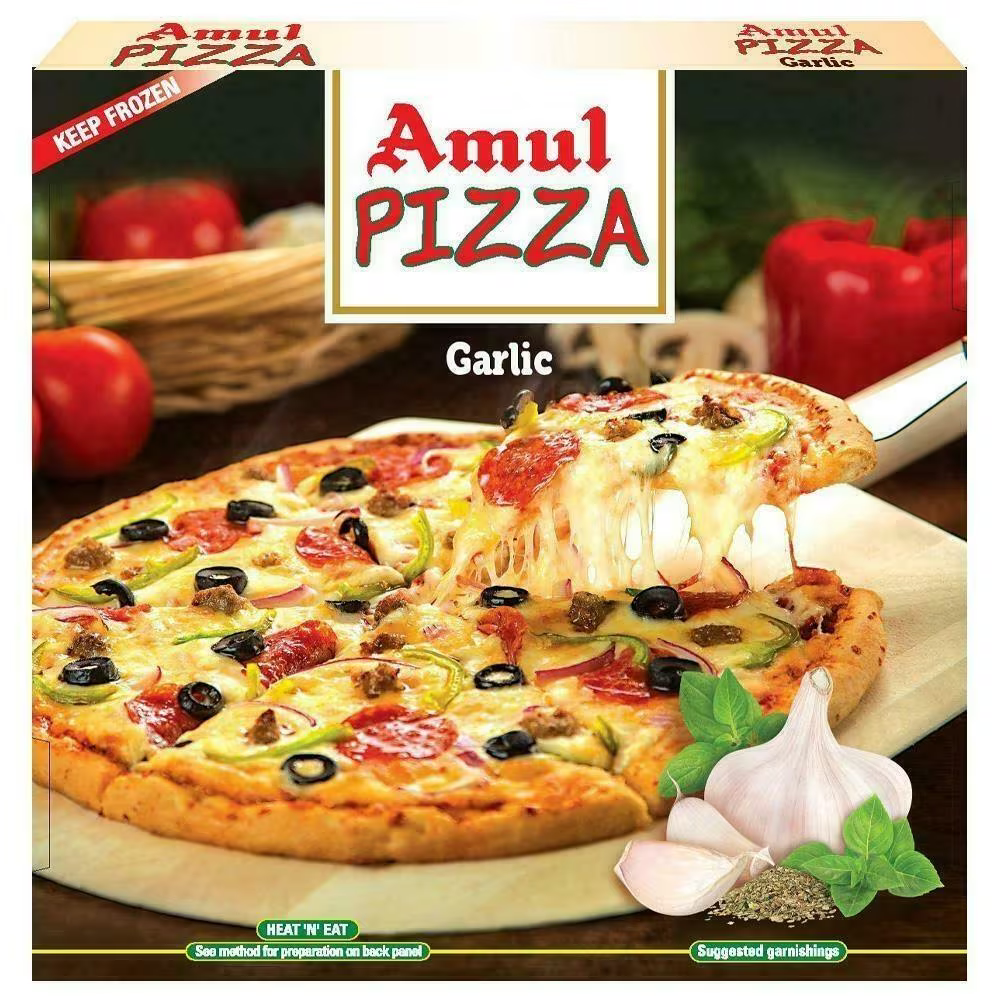 Amul
PIZZA
Amul
PIZZA
Garlic
KEEP FROZEN
Amul
PIZZA
Garlic
HEAT 'N' EAT
See method for preparation on back panel
Suggested garnishings